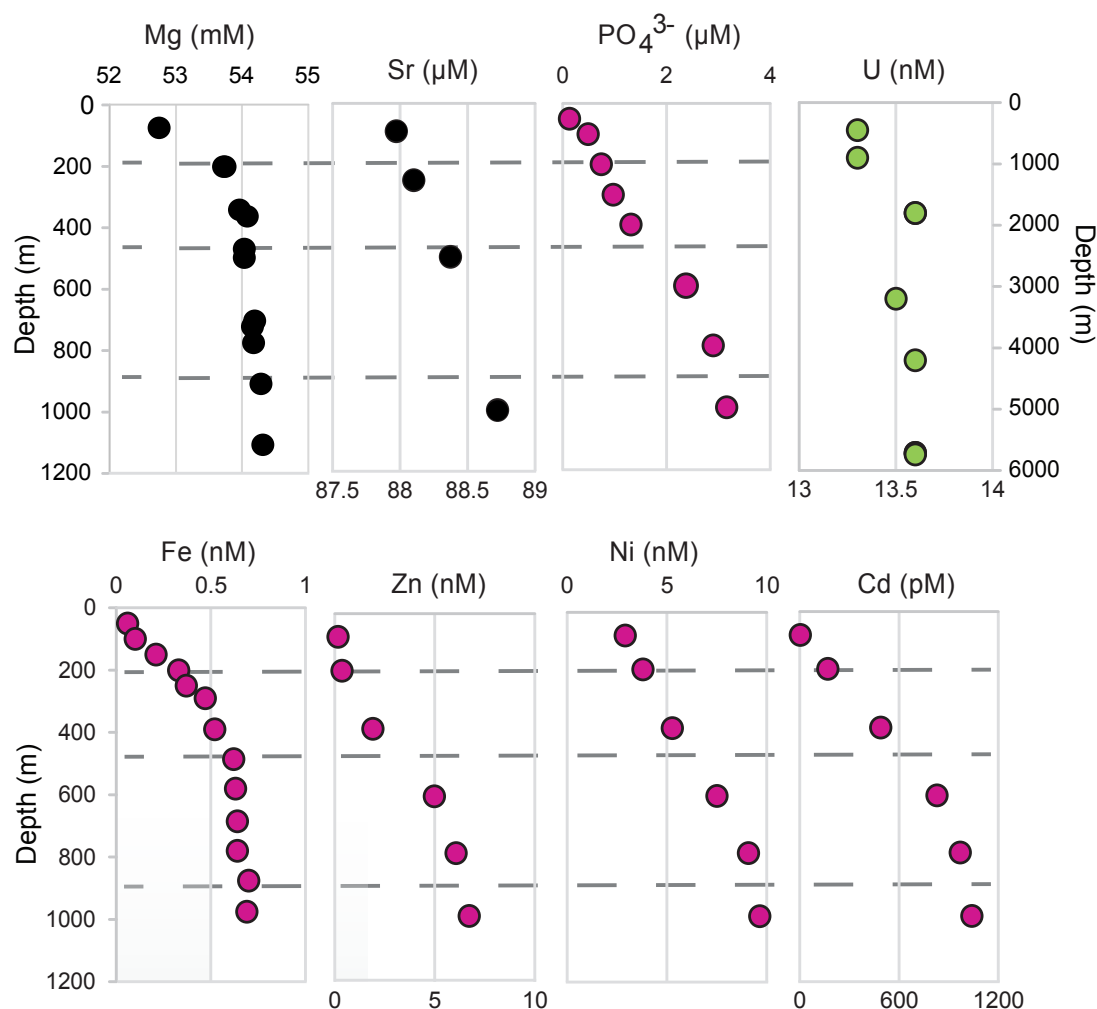 Mg (mM)
52 53 54 55
Sr (μM)
PO₄³⁻ (μM)
0 2 4
U (nM)
Depth (m)
0
200
400
600
800
1000
1200
87.5 88 88.5 89
13 13.5 14
0
1000
2000
3000
4000
5000
6000
Depth (m)
Fe (nM)
0 0.5 1
Zn (nM)
Ni (nM)
0 5 10
Cd (pM)
Depth (m)
0
200
400
600
800
1000
1200
0 5 10
0 600 1200